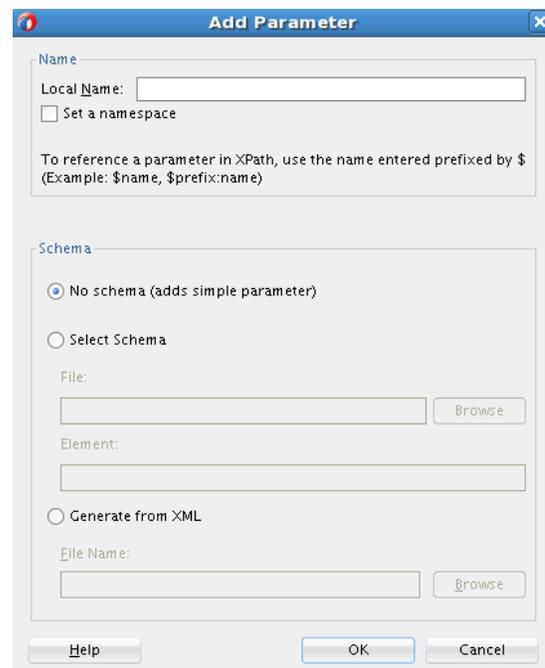 Add Parameter
Name
Local Name:
Set a namespace
To reference a parameter in XPath, use the name entered prefixed by $
(Example: $name, $prefix:name)
Schema
No schema (adds simple parameter)
Select Schema
File:
Browse
Element:
Generate from XML
File Name:
Browse
Help
OK
Cancel